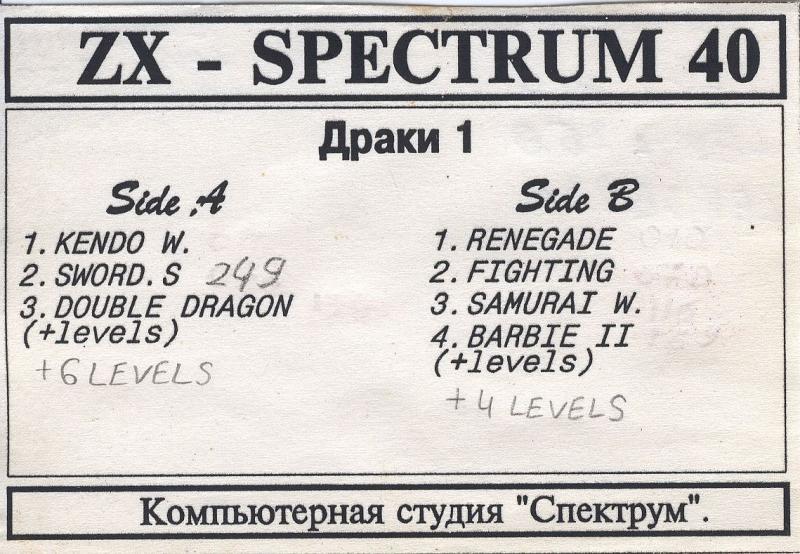 ZX - SPECTRUM 40
Драки 1
Side A
1. KENDO W.
2. SWORD.S 249
3. DOUBLE DRAGON
(+levels)
+6 LEVELS
Side B
1. RENEGADE
2. FIGHTING
3. SAMURAI W.
4. BARBIE II
(+levels)
+4 LEVELS
Компьютерная студия "Спектрум".